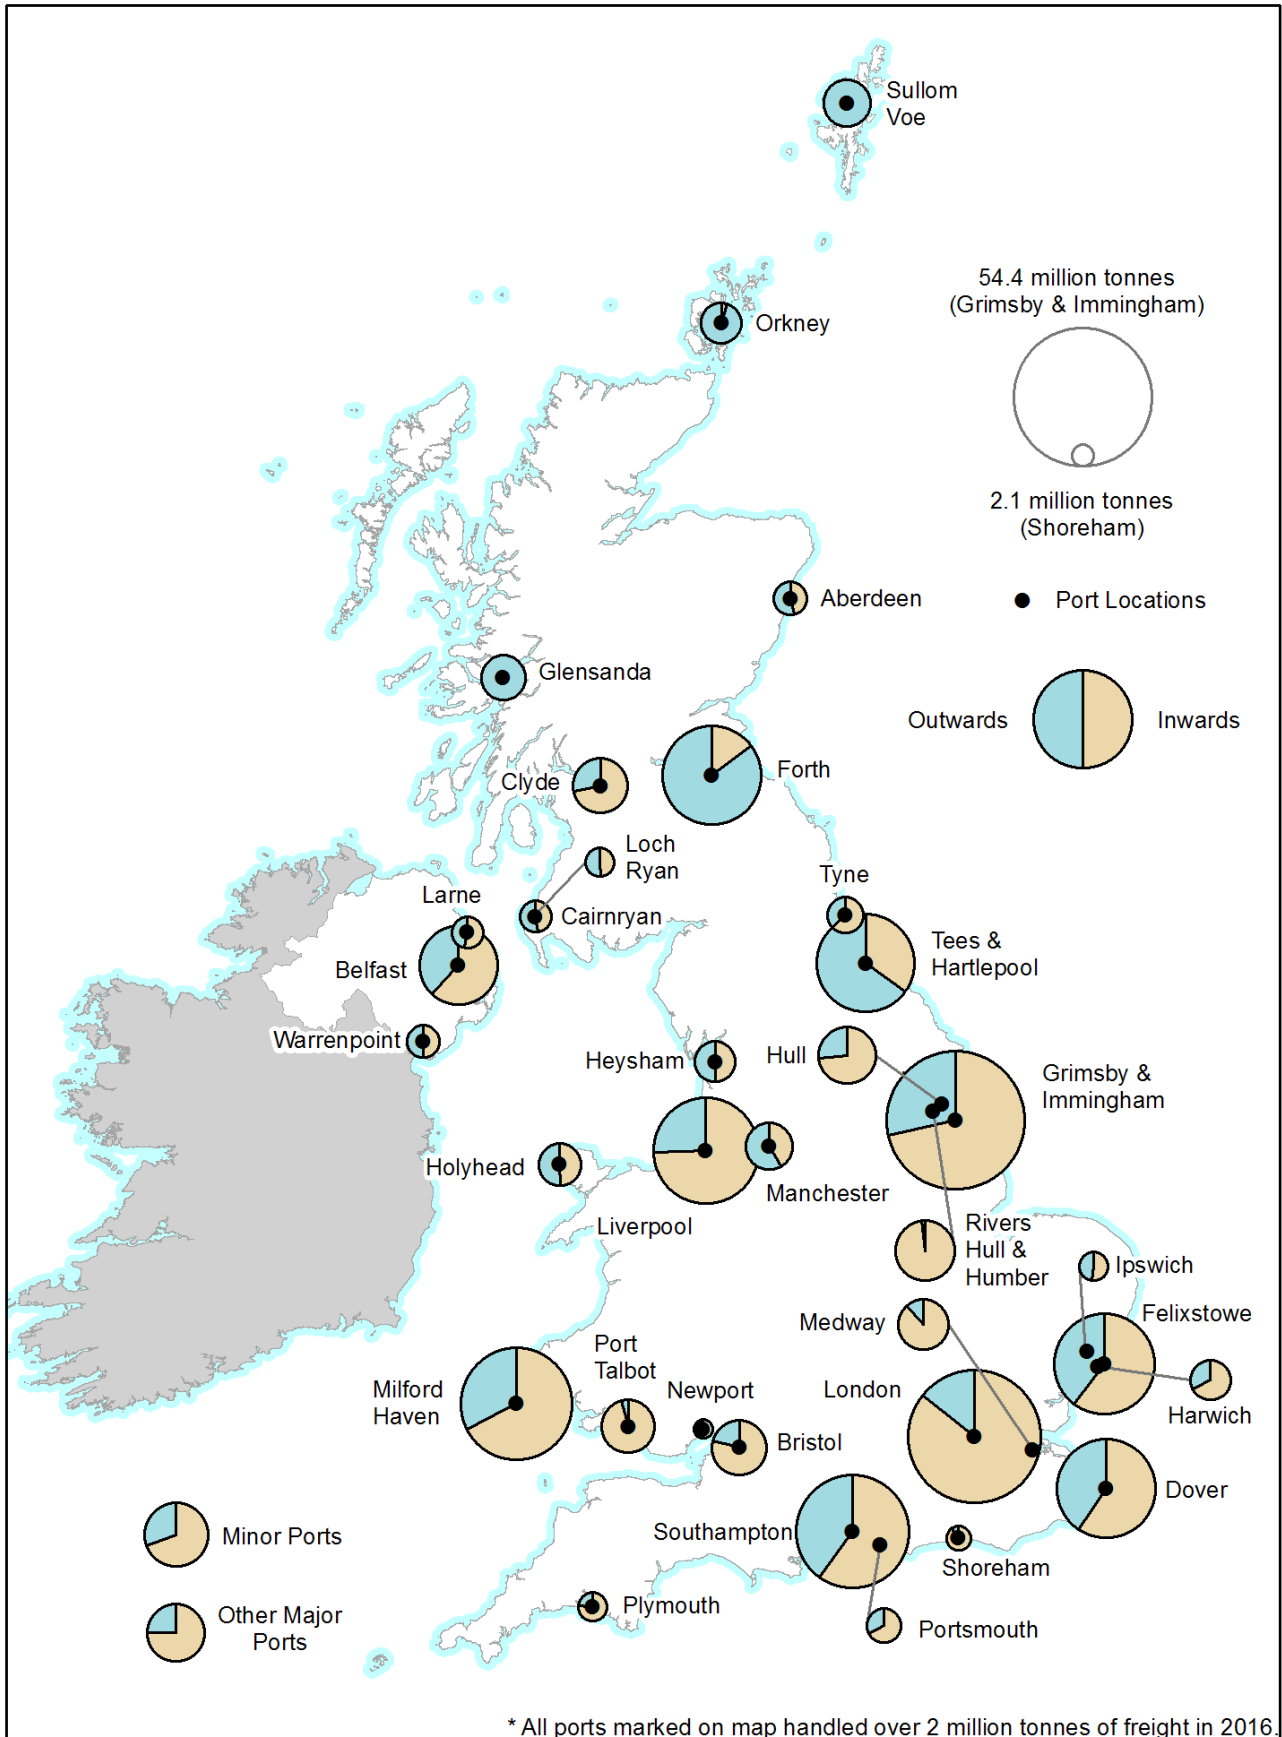 Sullom
Voe
54.4 million tonnes
(Grimsby & Immingham)
Orkney
2.1 million tonnes
(Shoreham)
Aberdeen
Port Locations
Glensanda
Outwards
Inwards
Clyde
Forth
Loch
Ryan
Tyne
Larne
Cairnryan
Tees &
Hartlepool
Belfast
Warrenpoint
Heysham
Hull
Grimsby &
Immingham
Holyhead
Manchester
Liverpool
Rivers
Hull &
Humber
Ipswich
Medway
Felixstowe
Port
Talbot
Milford
Haven
Newport
London
Harwich
Bristol
Dover
Minor Ports
Southampton
Shoreham
Other Major
Ports
Plymouth
Portsmouth
* All ports marked on map handled over 2 million tonnes of freight in 2016.